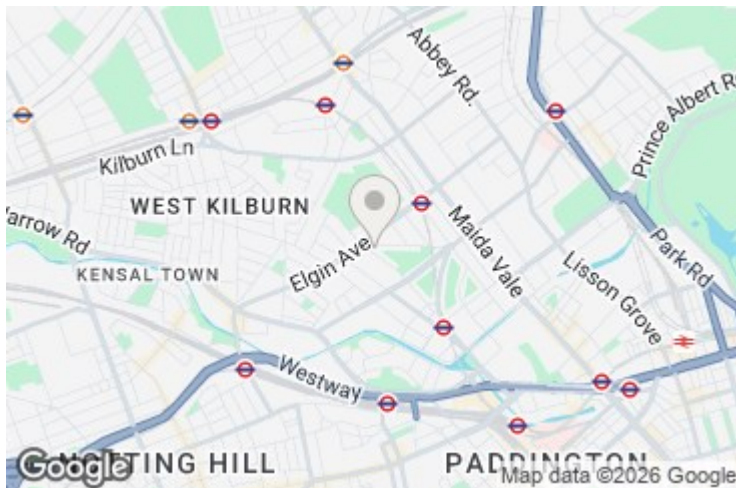 Abbey Rd.
Prince Albert R
Kilburn Ln
WEST KILBURN
Harrow Rd
Maida Vale
Park Rd
Elgin Ave
KENSAL TOWN
Lisson Grove
Westway
NOTTING HILL
PADDINGTON
Google
Map data ©2026 Google